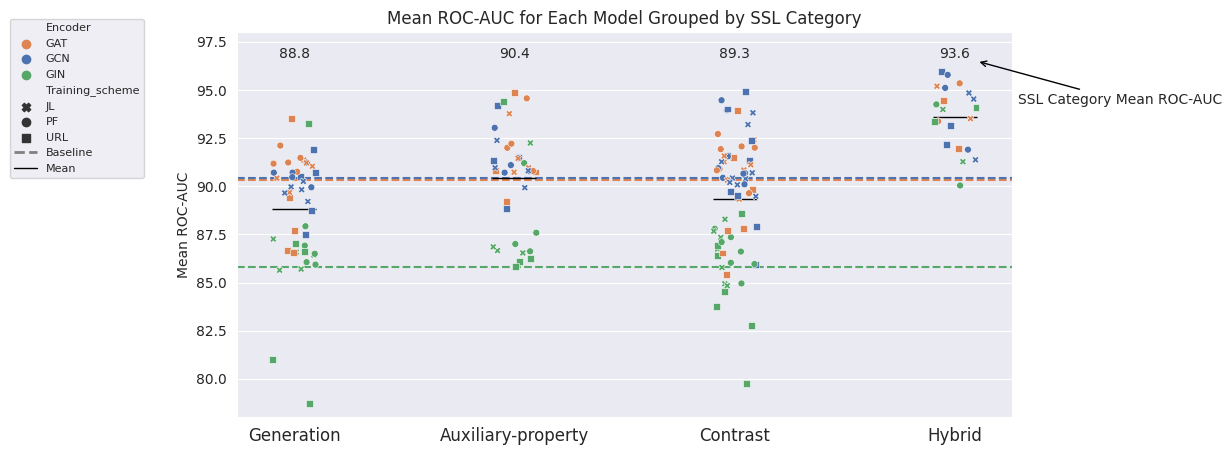 Mean ROC-AUC for Each Model Grouped by SSL Category
Encoder
GAT
GCN
GIN
Training_scheme
JL
PF
URL
Baseline
Mean
97.5
95.0
92.5
90.0
87.5
85.0
82.5
80.0
Mean ROC-AUC
88.8
90.4
89.3
93.6
SSL Category Mean ROC-AUC
Generation
Auxiliary-property
Contrast
Hybrid